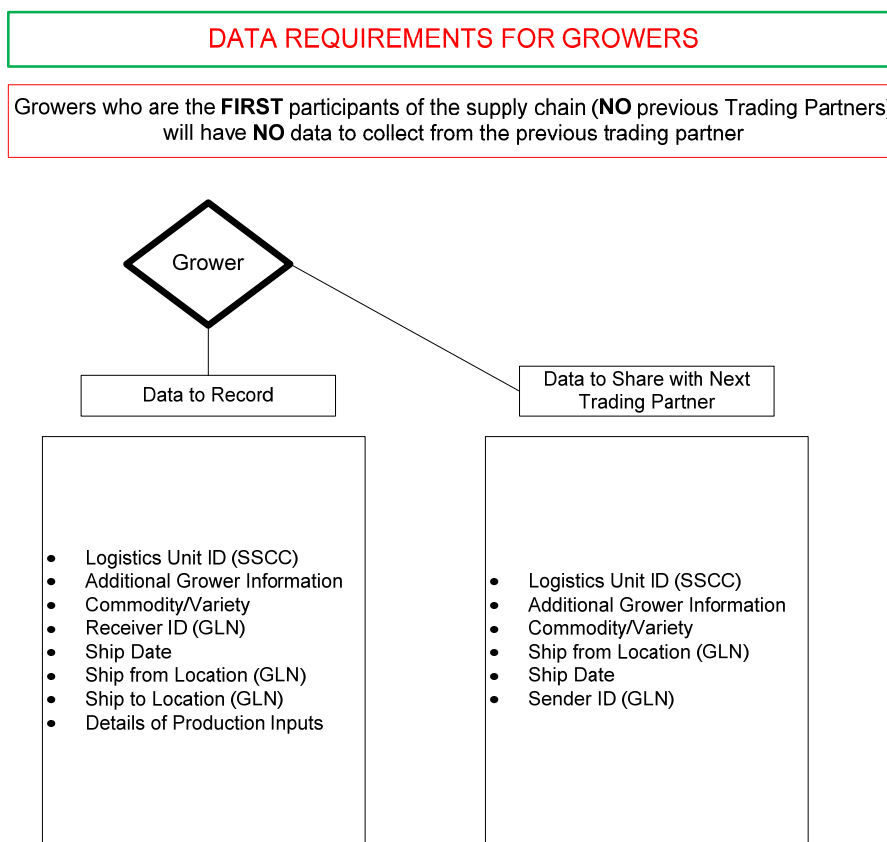 DATA REQUIREMENTS FOR GROWERS
Growers who are the FIRST participants of the supply chain (NO previous Trading Partners)
will have NO data to collect from the previous trading partner
Grower
Data to Record
Data to Share with Next
Trading Partner
• Logistics Unit ID (SSCC)
• Additional Grower Information
• Commodity/Variety
• Receiver ID (GLN)
• Ship Date
• Ship from Location (GLN)
• Ship to Location (GLN)
• Details of Production Inputs
• Logistics Unit ID (SSCC)
• Additional Grower Information
• Commodity/Variety
• Ship from Location (GLN)
• Ship Date
• Sender ID (GLN)